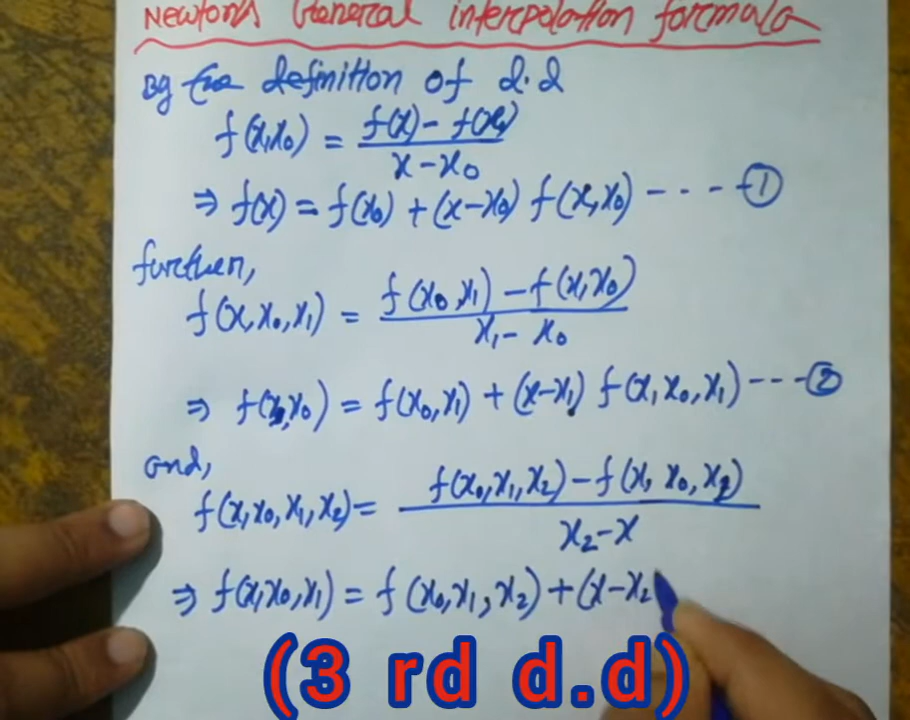 Newton's General interpolation formula
By the definition of d.d
f(x,x₀) = f(x) - f(x₀) / x - x₀
⇒ f(x) = f(x₀) + (x-x₀) f(x,x₀) --- - ①
further,
f(x,x₀,x₁) = f(x₀,x₁) - f(x,x₀) / x₁ - x₀
⇒ f(x,x₀) = f(x₀,x₁) + (x-x₁) f(x,x₀,x₁) --- ②
and,
f(x,x₀,x₁,x₂) = f(x₀,x₁,x₂) - f(x, x₀, x₂) / x₂ - x
⇒ f(x,x₀,x₁) = f(x₀,x₁,x₂) + (x-x₂
(3 rd d.d)